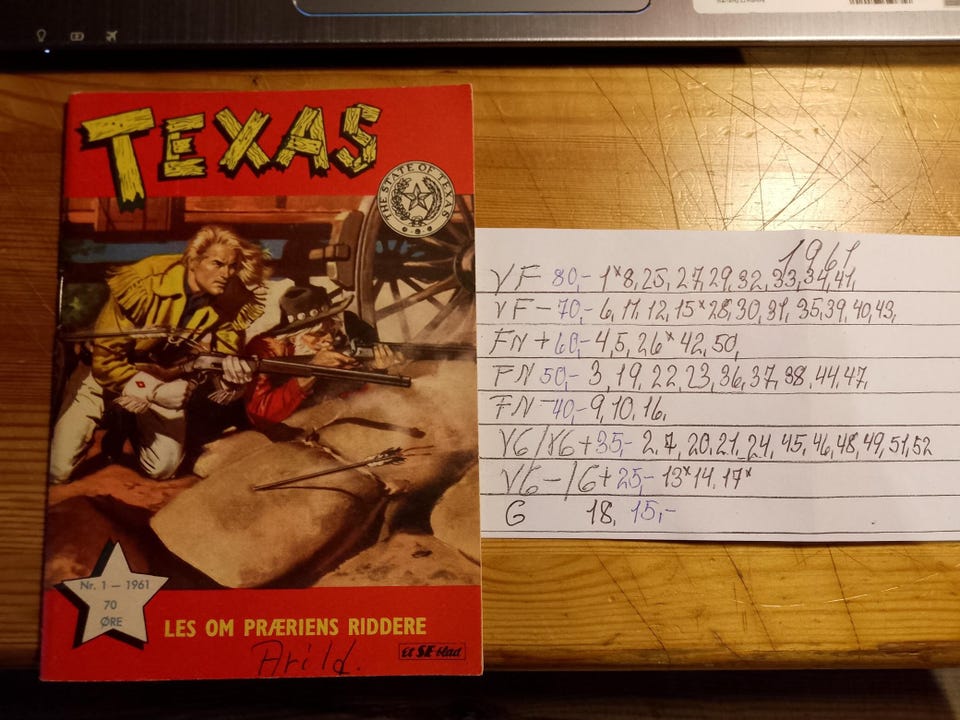 TEXAS
THE STATE OF TEXAS
Nr. 1 — 1961
70
ØRE
LES OM PRÆRIENS RIDDERE
Arild.
et SE-blad
1961
VF 80,- 1x 8, 25, 27, 29, 32, 33, 34, 41,
VF - 70,- 6, 11, 12, 15x 28, 30, 31, 35, 39, 40, 43,
FN + 60,- 4, 5, 26x 42, 50,
FN 50,- 3, 19, 22, 23, 36, 37, 38, 44, 47,
FN - 40,- 9, 10, 16,
VG/VG + 35,- 2, 7, 20, 21, 24, 45, 46, 48, 49, 51, 52
VG - /G + 25,- 13x 14, 17x
G 18, 15,-